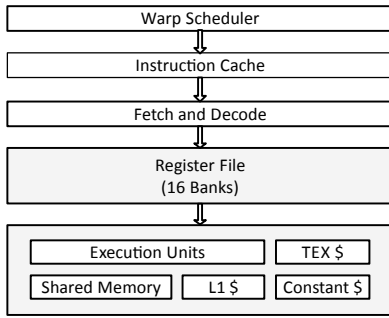 Warp Scheduler
Instruction Cache
Fetch and Decode
Register File
(16 Banks)
Execution Units
TEX $
Shared Memory
L1 $
Constant $